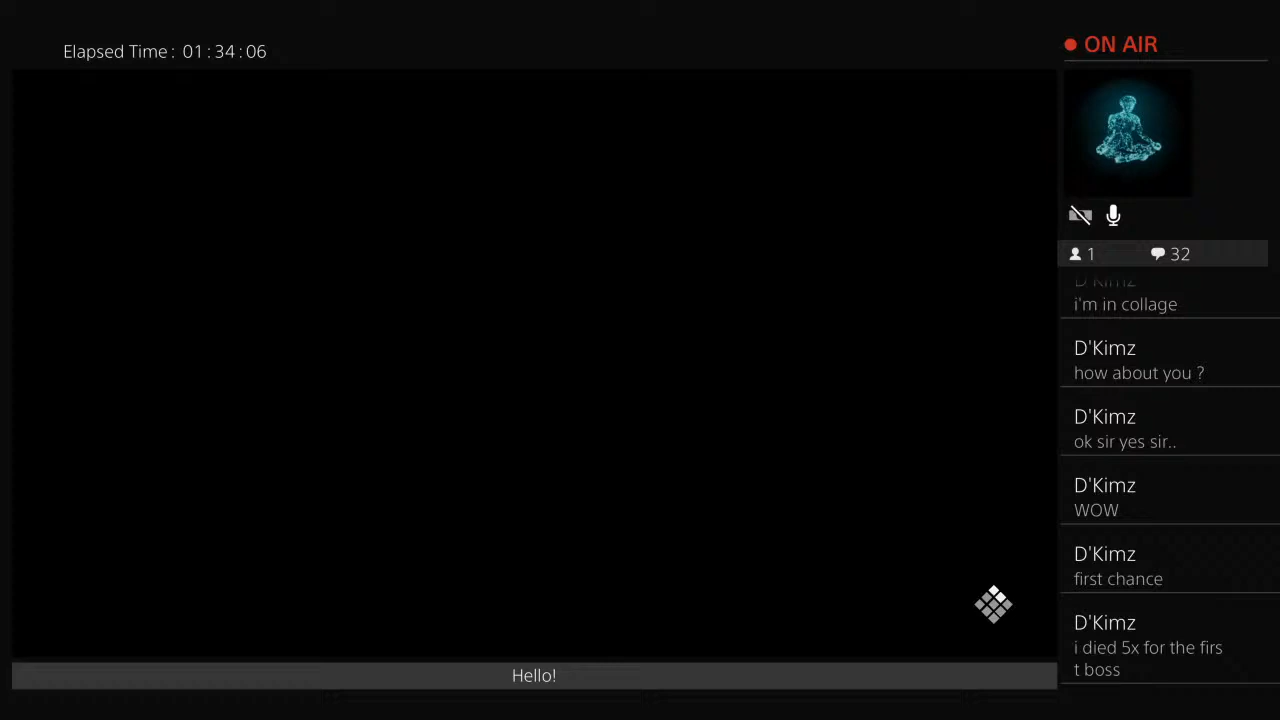 Elapsed Time: 01:34:06
ON AIR
1 32
D'Kimz
i'm in collage
D'Kimz
how about you ?
D'Kimz
ok sir yes sir..
D'Kimz
WOW
D'Kimz
first chance
D'Kimz
i died 5x for the firs
t boss
Hello!